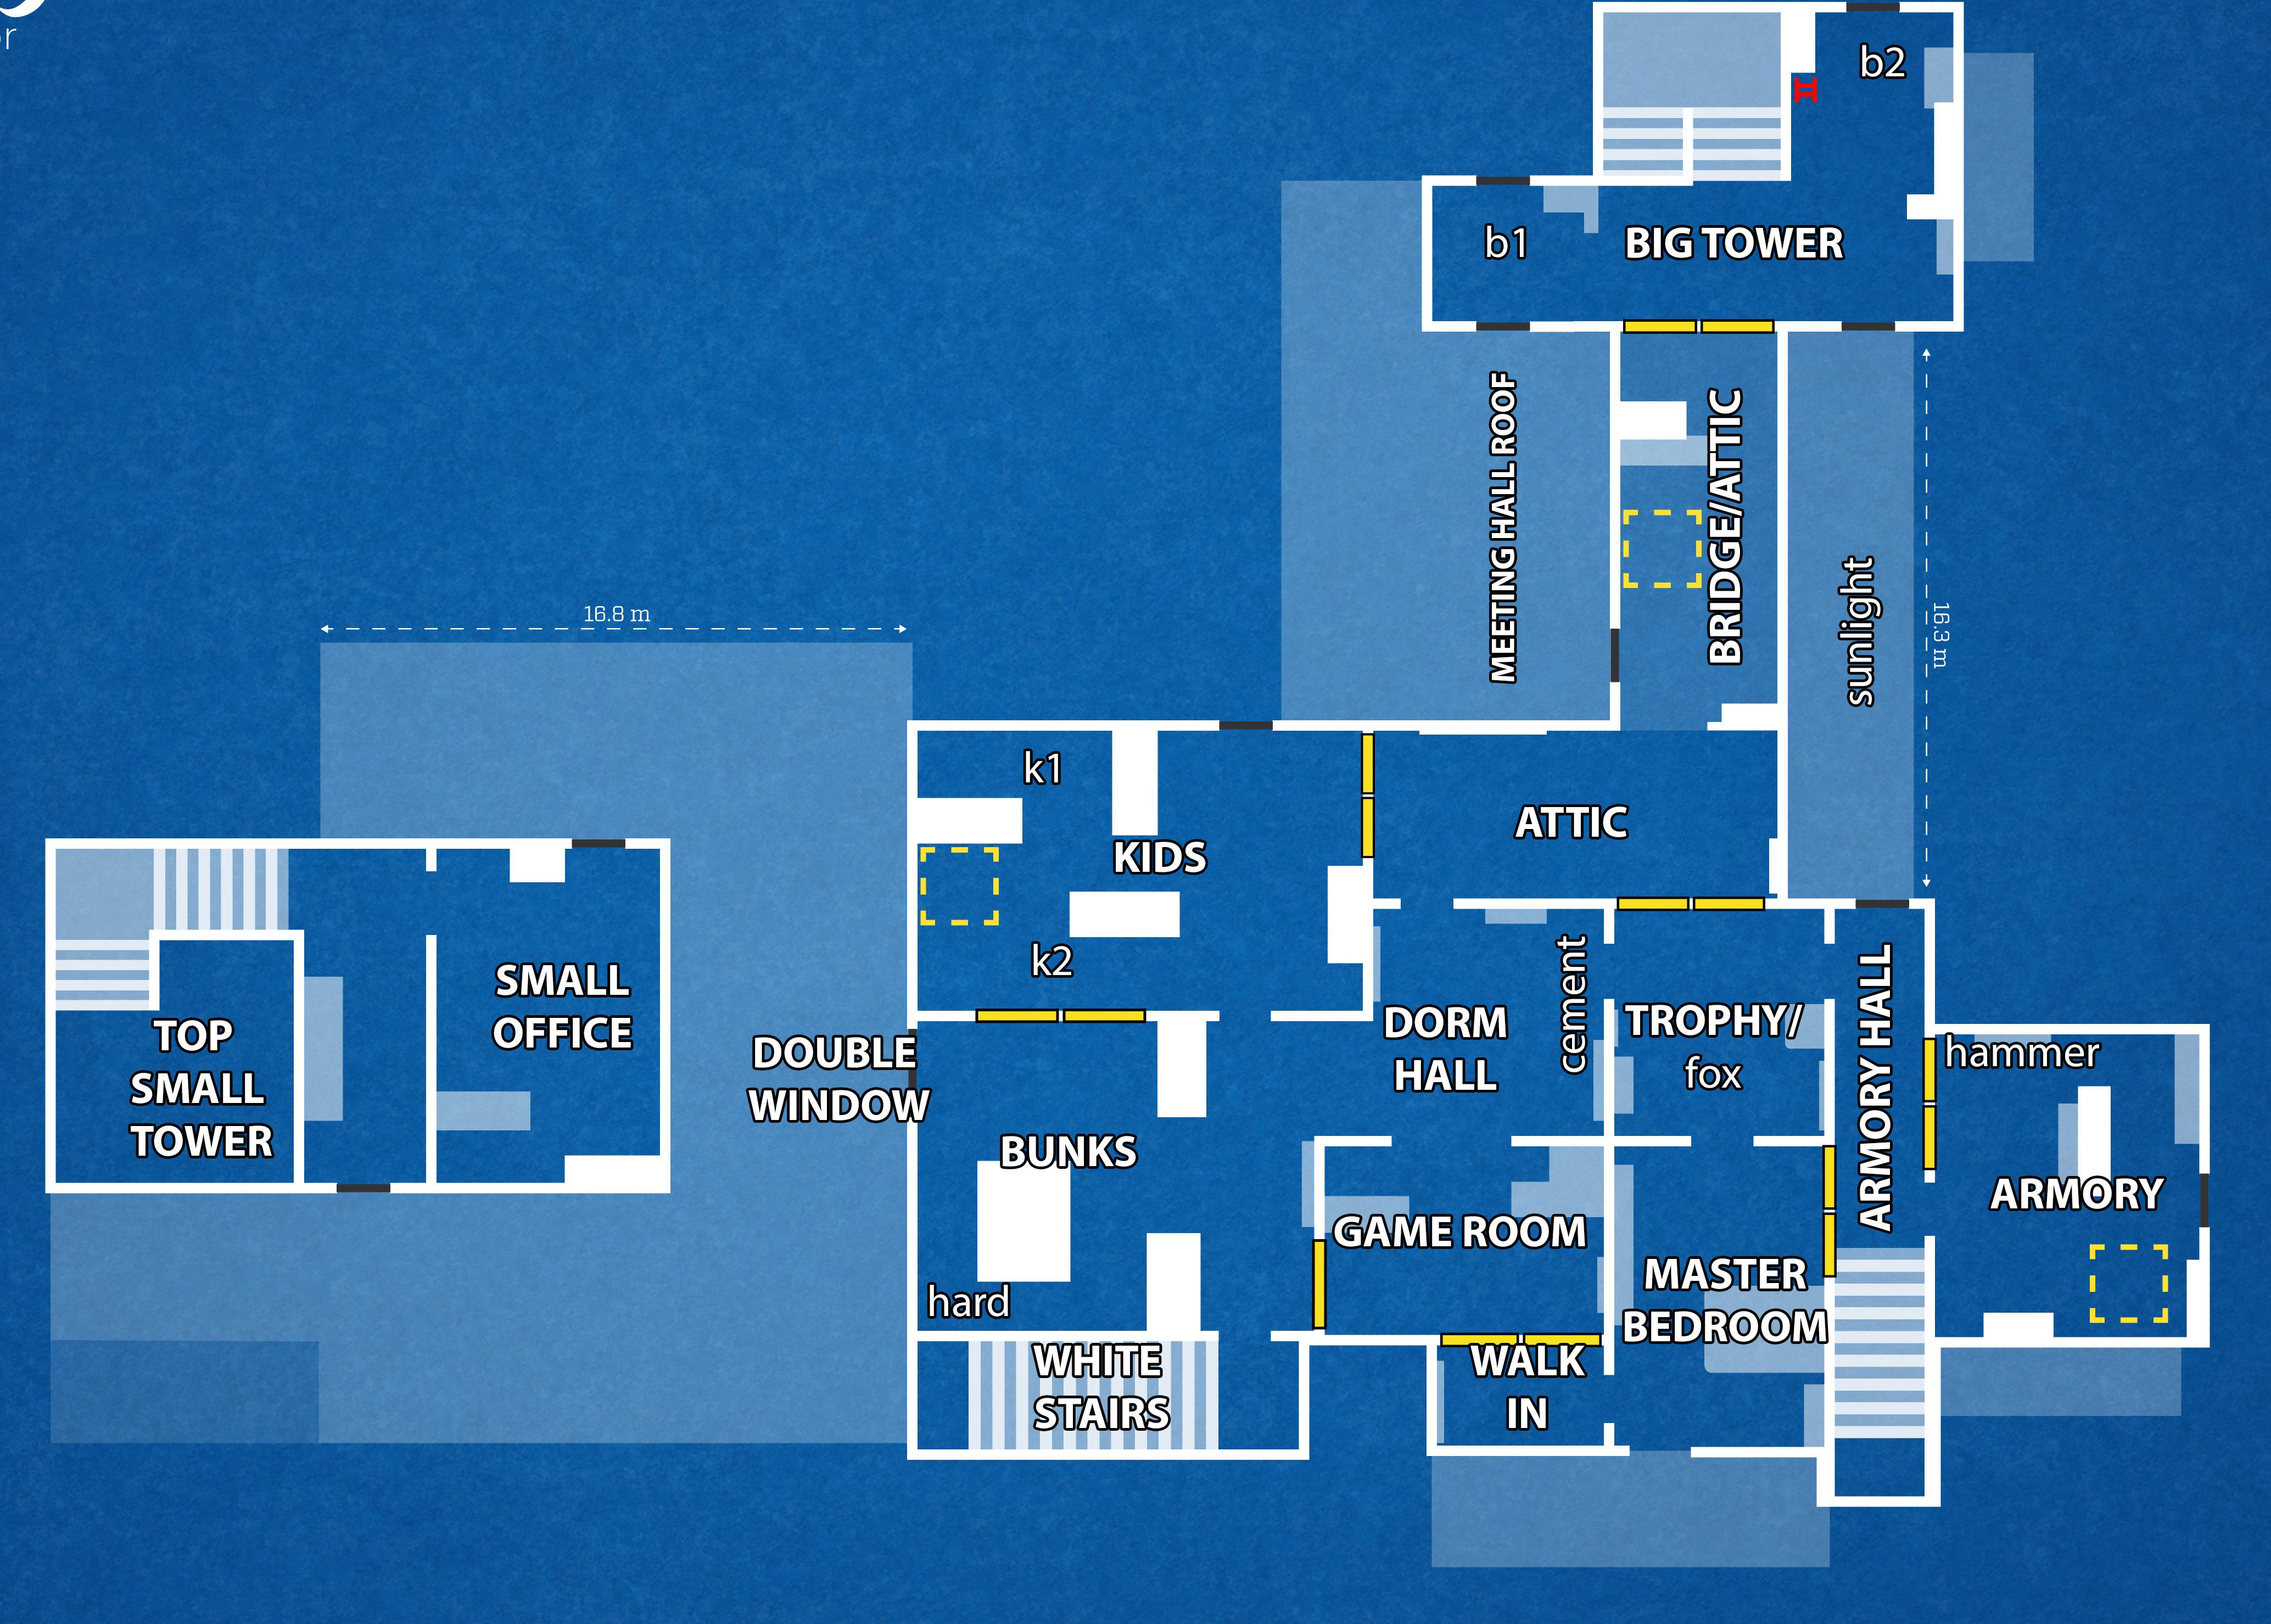 b2
b1
BIG TOWER
MEETING HALL ROOF
BRIDGE/ATTIC
sunlight
16.3 m
16.8 m
k1
KIDS
k2
ATTIC
SMALL
OFFICE
TOP
SMALL
TOWER
DOUBLE
WINDOW
BUNKS
hard
WHITE
STAIRS
DORM
HALL
cement
TROPHY/
fox
ARMORY HALL
hammer
ARMORY
GAME ROOM
MASTER
BEDROOM
WALK
IN